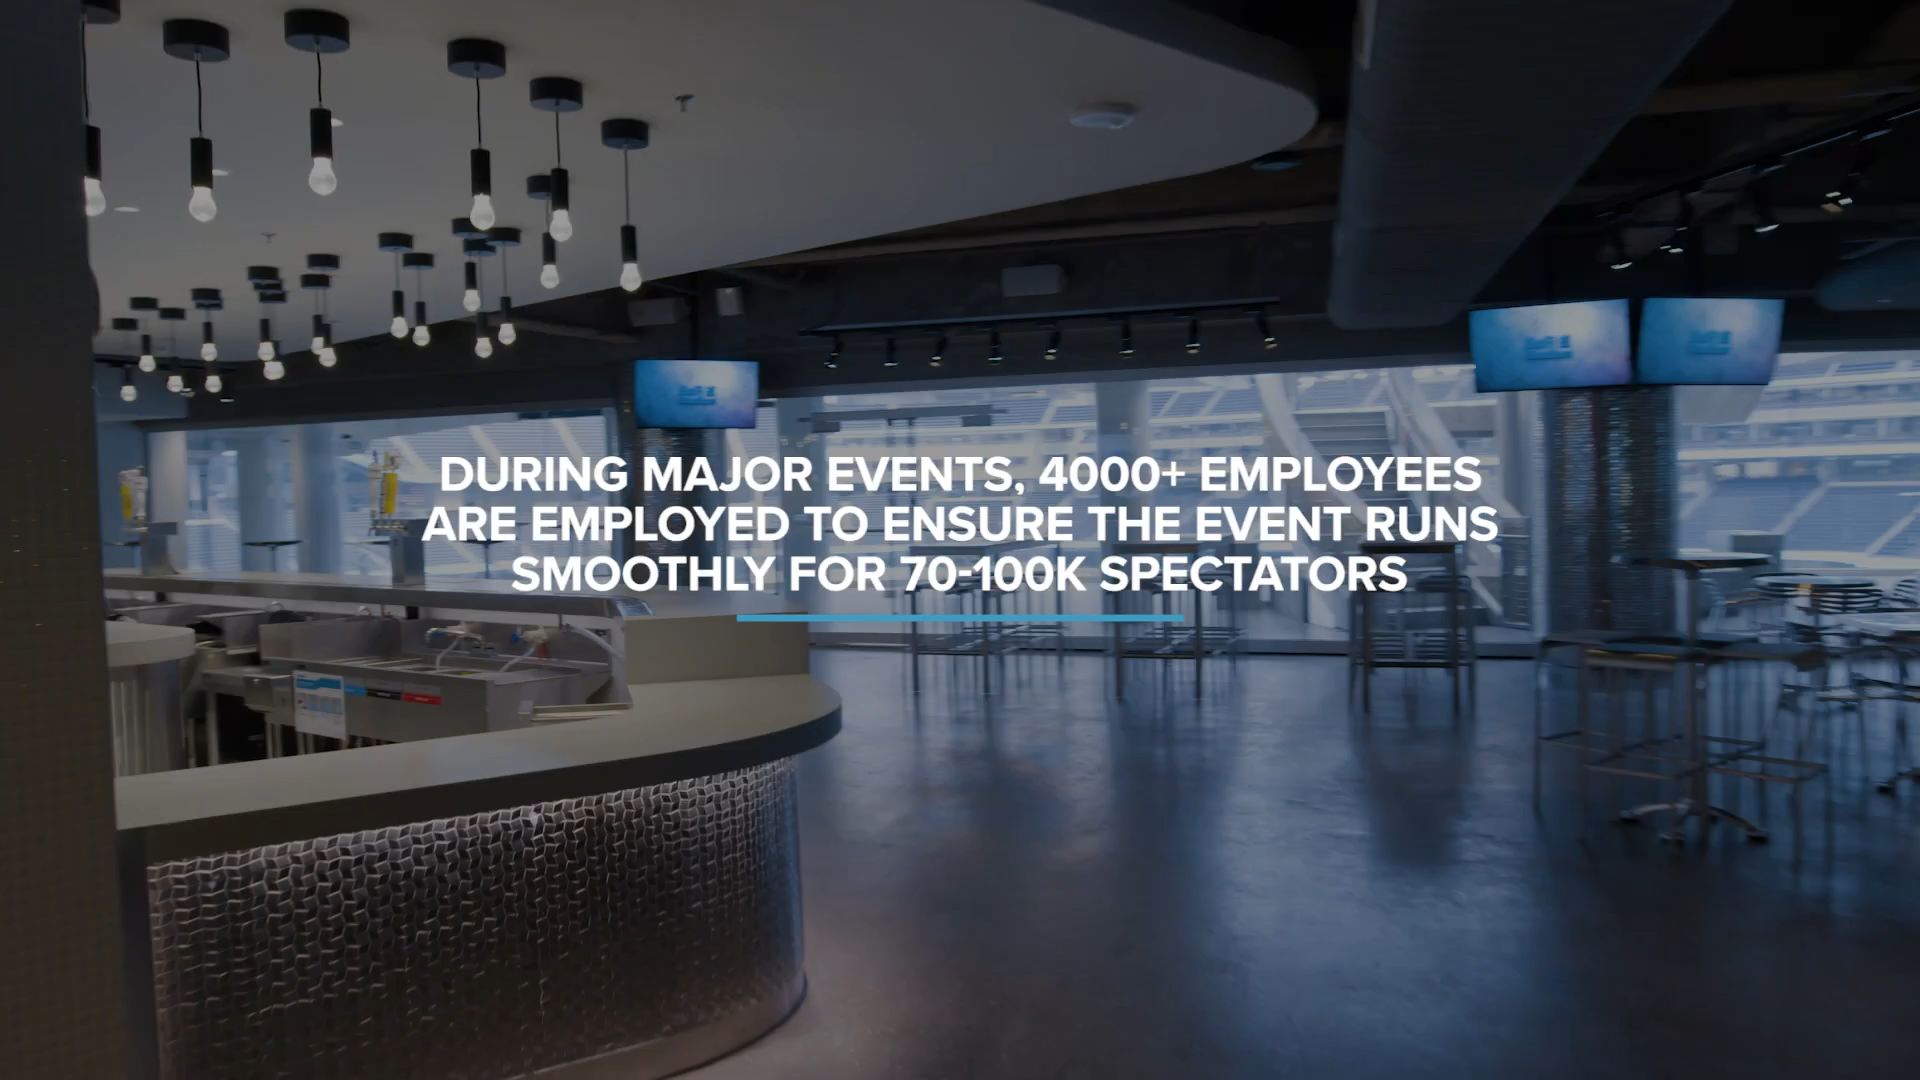 DURING MAJOR EVENTS, 4000+ EMPLOYEES
ARE EMPLOYED TO ENSURE THE EVENT RUNS
SMOOTHLY FOR 70-100K SPECTATORS